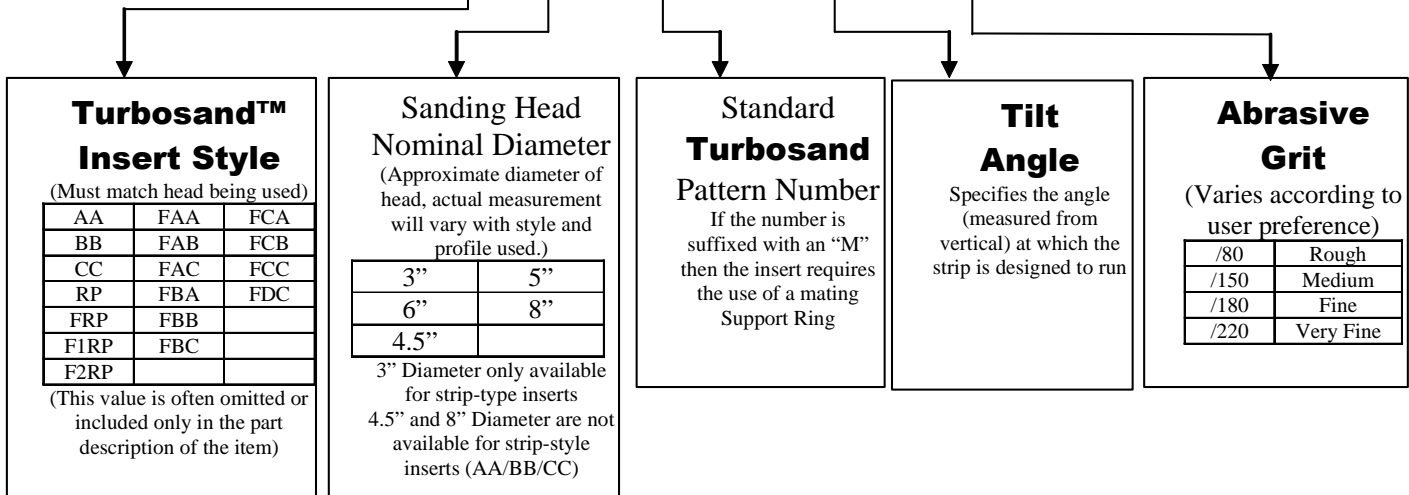 Turbosand™
Insert Style
(Must match head being used)
AA FAA FCA
BB FAB FCB
CC FAC FCC
RP FBA FDC
FRP FBB
F1RP FBC
F2RP
(This value is often omitted or
included only in the part
description of the item)
Sanding Head
Nominal Diameter
(Approximate diameter of
head, actual measurement
will vary with style and
profile used.)
3” 5”
6” 8”
4.5”
3” Diameter only available
for strip-type inserts
4.5” and 8” Diameter are not
available for strip-style
inserts (AA/BB/CC)
Standard
Turbosand
Pattern Number
If the number is
suffixed with an “M”
then the insert requires
the use of a mating
Support Ring
Tilt
Angle
Specifies the angle
(measured from
vertical) at which the
strip is designed to run
Abrasive
Grit
(Varies according to
user preference)
/80 Rough
/150 Medium
/180 Fine
/220 Very Fine